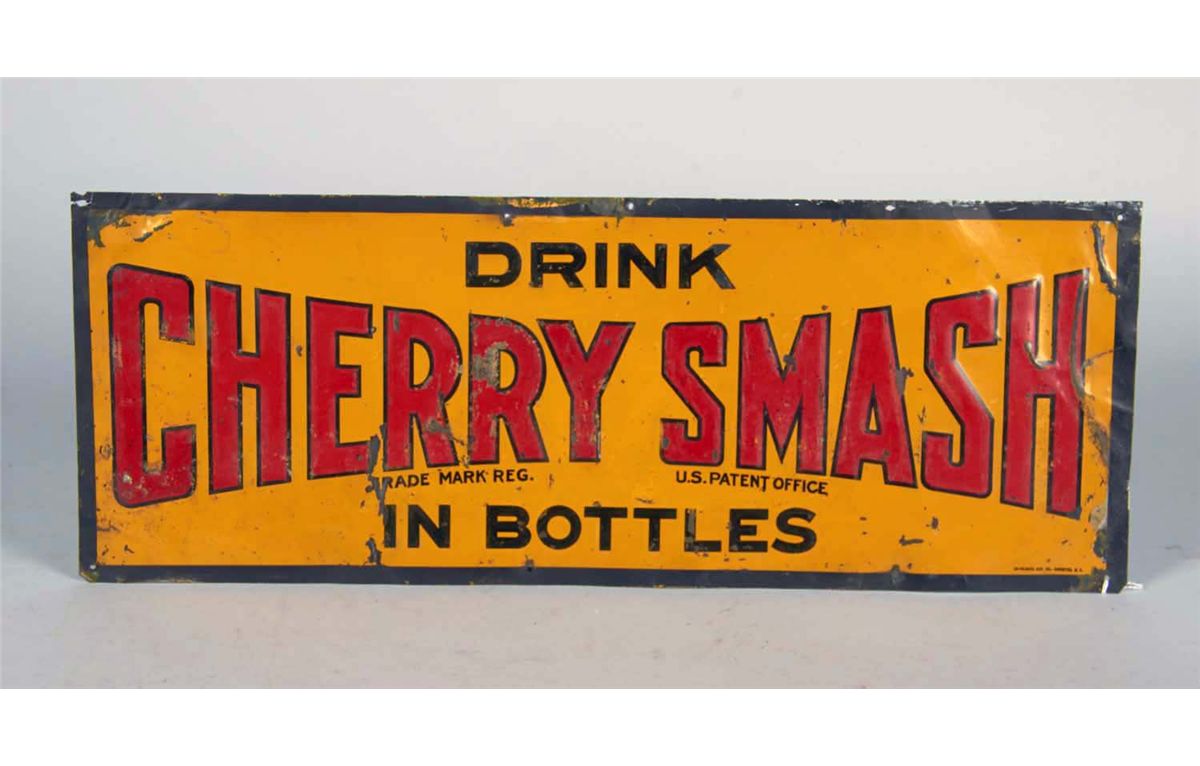 DRINK
CHERRY SMASH
RADE MARK REG. U.S. PATENT OFFICE
IN BOTTLES